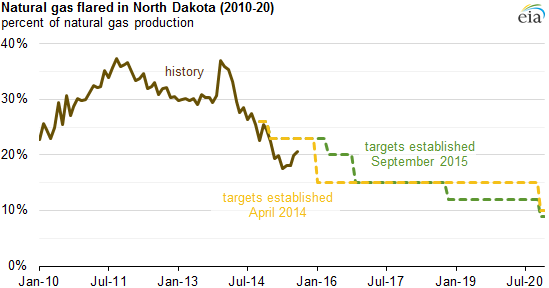 Natural gas flared in North Dakota (2010-20)
percent of natural gas production
eia
40%
history
30%
targets established
September 2015
20%
targets established
April 2014
10%
0%
Jan-10 Jul-11 Jan-13 Jul-14 Jan-16 Jul-17 Jan-19 Jul-20